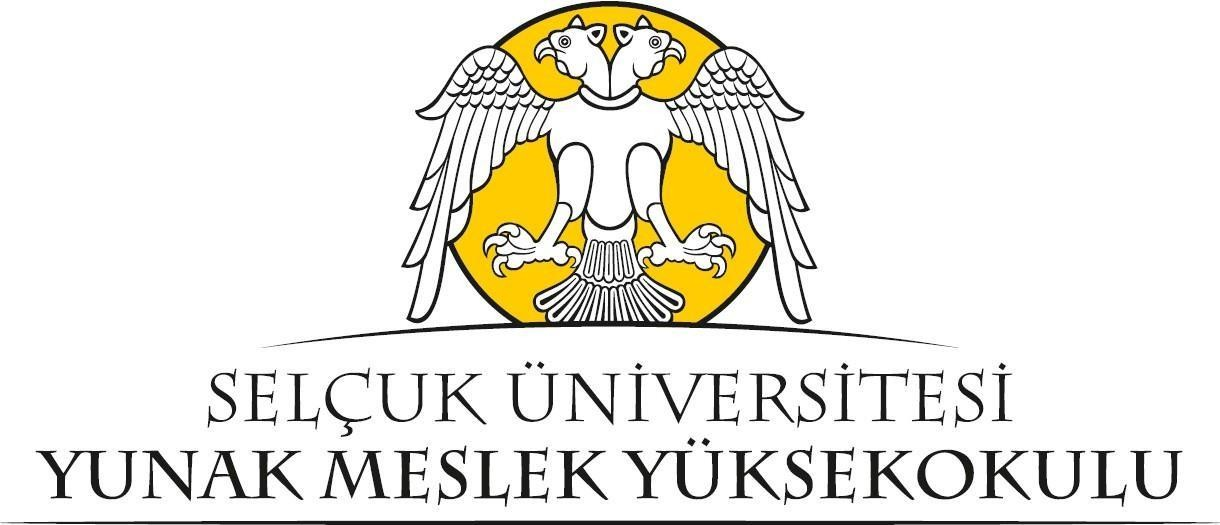 SELÇUK ÜNİVERSİTESİ
YUNAK MESLEK YÜKSEKOKULU